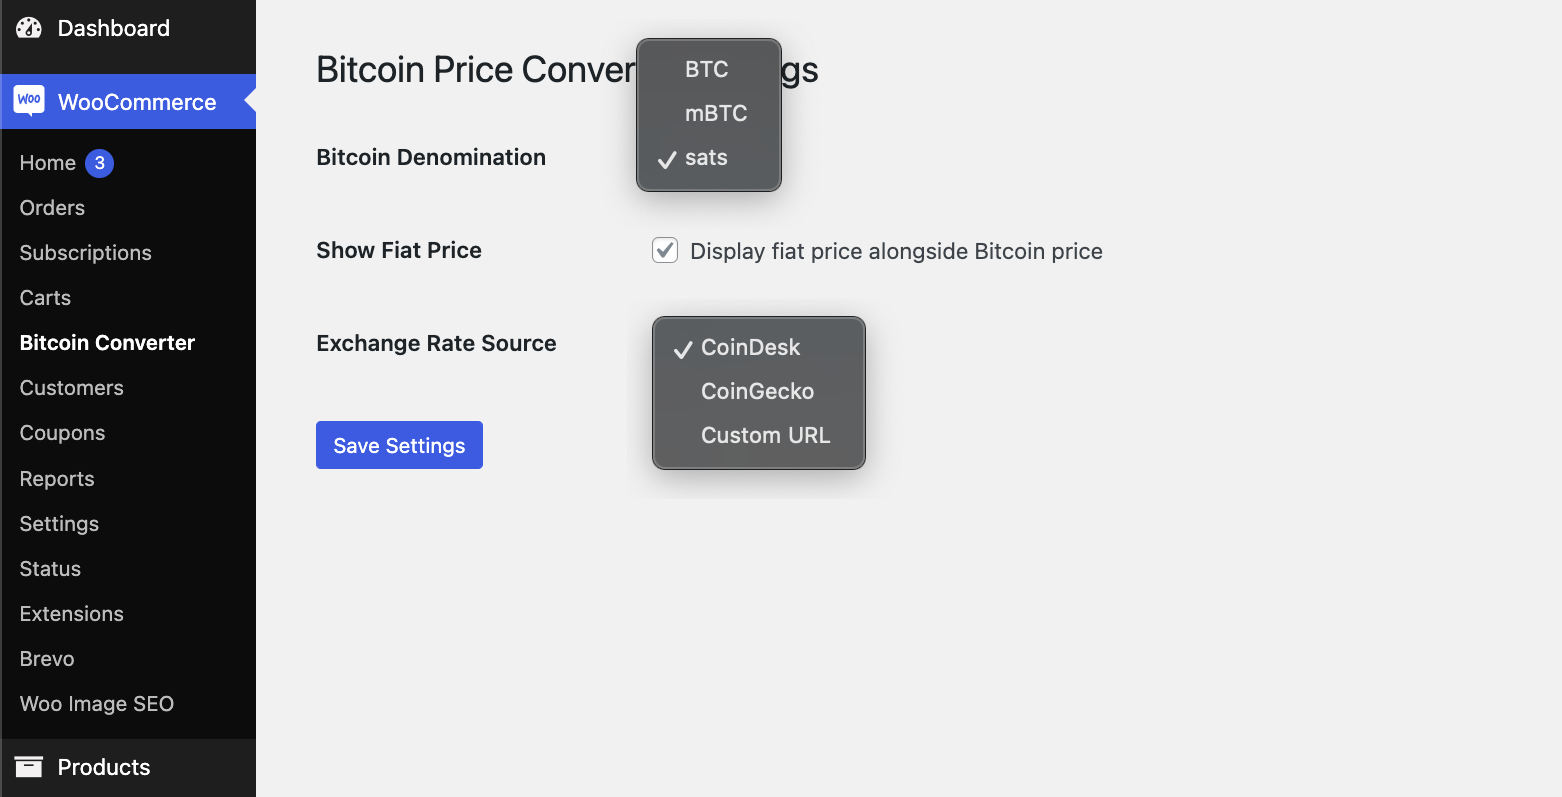 Dashboard
Woo WooCommerce
Home 3
Orders
Subscriptions
Carts
Bitcoin Converter
Customers
Coupons
Reports
Settings
Status
Extensions
Brevo
Woo Image SEO
Products
Bitcoin Price Conver gs
Bitcoin Denomination
BTC
mBTC
sats
Show Fiat Price
Display fiat price alongside Bitcoin price
Exchange Rate Source
CoinDesk
CoinGecko
Custom URL
Save Settings